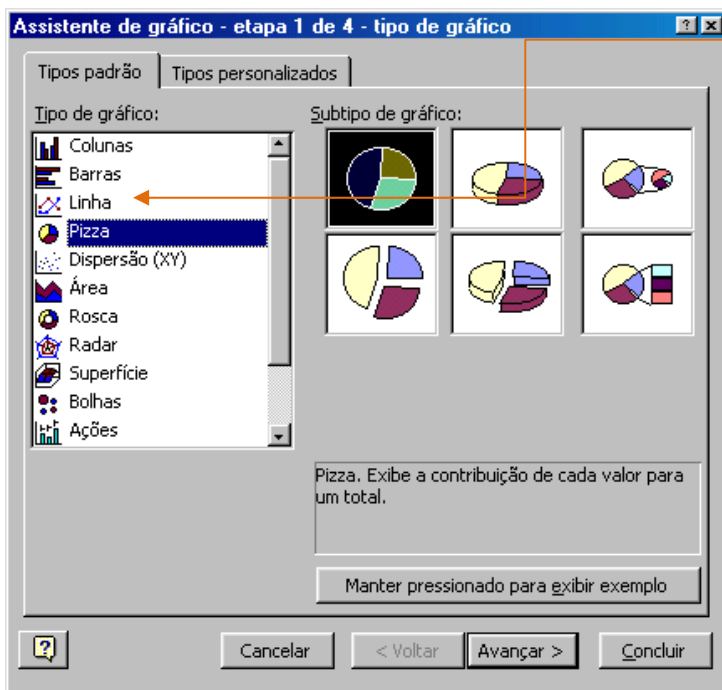 Assistente de gráfico - etapa 1 de 4 - tipo de gráfico
Tipos padrão
Tipos personalizados
Tipo de gráfico:
Colunas
Barras
Linha
Pizza
Dispersão (XY)
Área
Rosca
Radar
Superfície
Bolhas
Ações
Subtipo de gráfico:
Pizza. Exibe a contribuição de cada valor para
um total.
Manter pressionado para exibir exemplo
Cancelar
< Voltar
Avançar >
Concluir